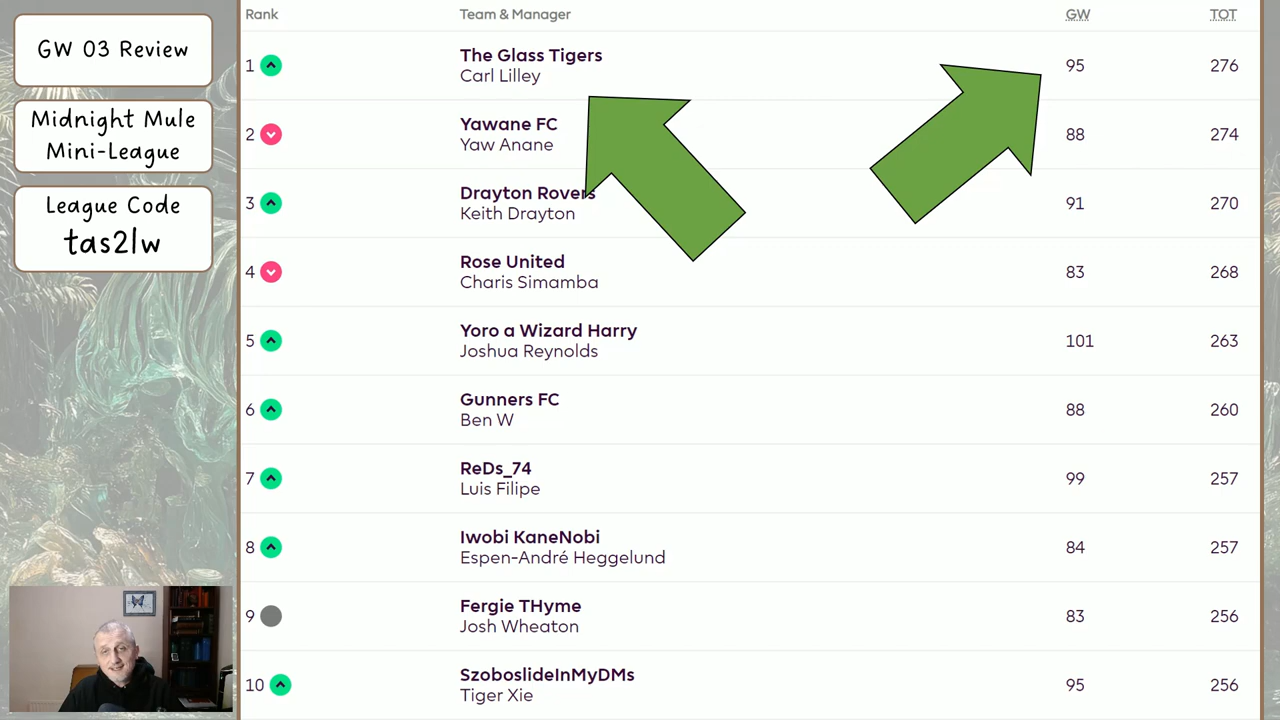 GW 03 Review
Midnight Mule
Mini-League
League Code
tas2lw
Rank Team & Manager GW TOT
1 The Glass Tigers 95 276
Carl Lilley
2 Yawane FC 88 274
Yaw Anane
3 Drayton Rovers 91 270
Keith Drayton
4 Rose United 83 268
Charis Simamba
5 Yoro a Wizard Harry 101 263
Joshua Reynolds
6 Gunners FC 88 260
Ben W
7 ReDs_74 99 257
Luis Filipe
8 Iwobi KaneNobi 84 257
Espen-André Heggelund
9 Fergie THyme 83 256
Josh Wheaton
10 SzoboslideInMyDMs 95 256
Tiger Xie